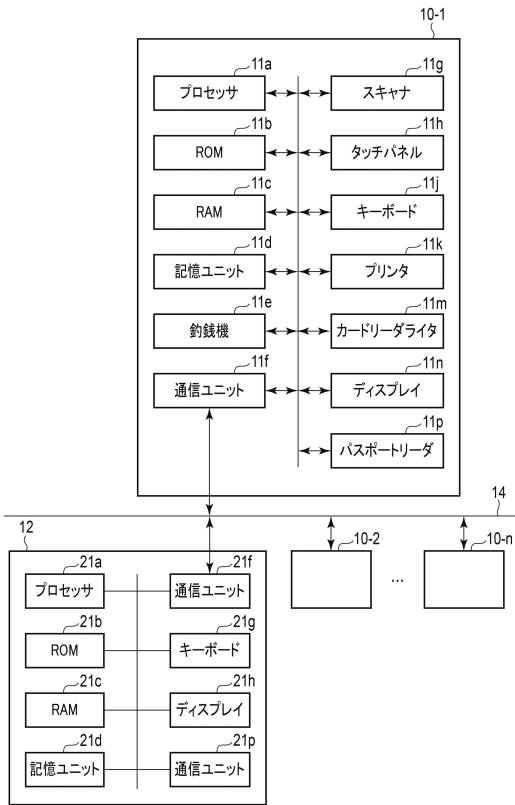 10-1
11a
プロセッサ
11g
スキャナ
11b
ROM
11h
タッチパネル
11c
RAM
11j
キーボード
11d
記憶ユニット
11k
プリンタ
11e
釣銭機
11m
カードリーダライタ
11f
通信ユニット
11n
ディスプレイ
11p
パスポートリーダ
14
12
21a
プロセッサ
21f
通信ユニット
10-2
...
10-n
21b
ROM
21g
キーボード
21c
RAM
21h
ディスプレイ
21d
記憶ユニット
21p
通信ユニット